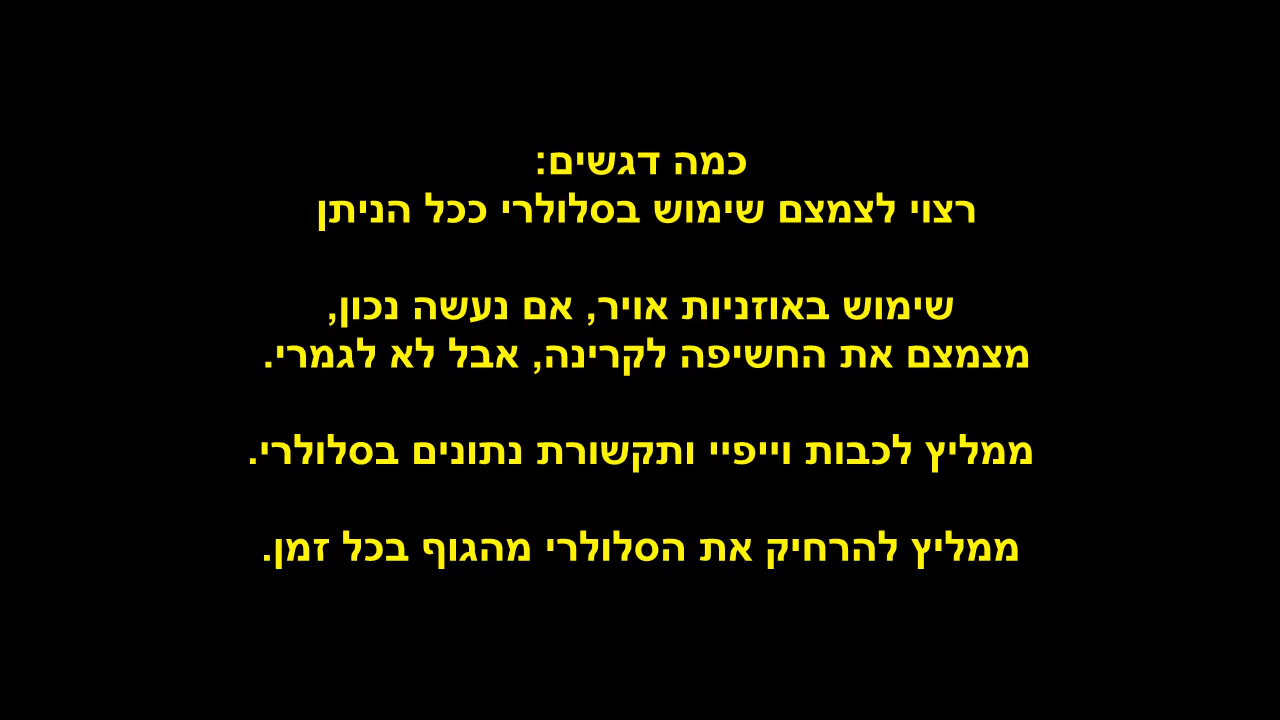 כמה דגשים:
רצוי לצמצם שימוש בסלולרי ככל הניתן
שימוש באוזניות אויר, אם נעשה נכון,
מצמצם את החשיפה לקרינה, אבל לא לגמרי.
ממליץ לכבות וייפיי ותקשורת נתונים בסלולרי.
ממליץ להרחיק את הסלולרי מהגוף בכל זמן.